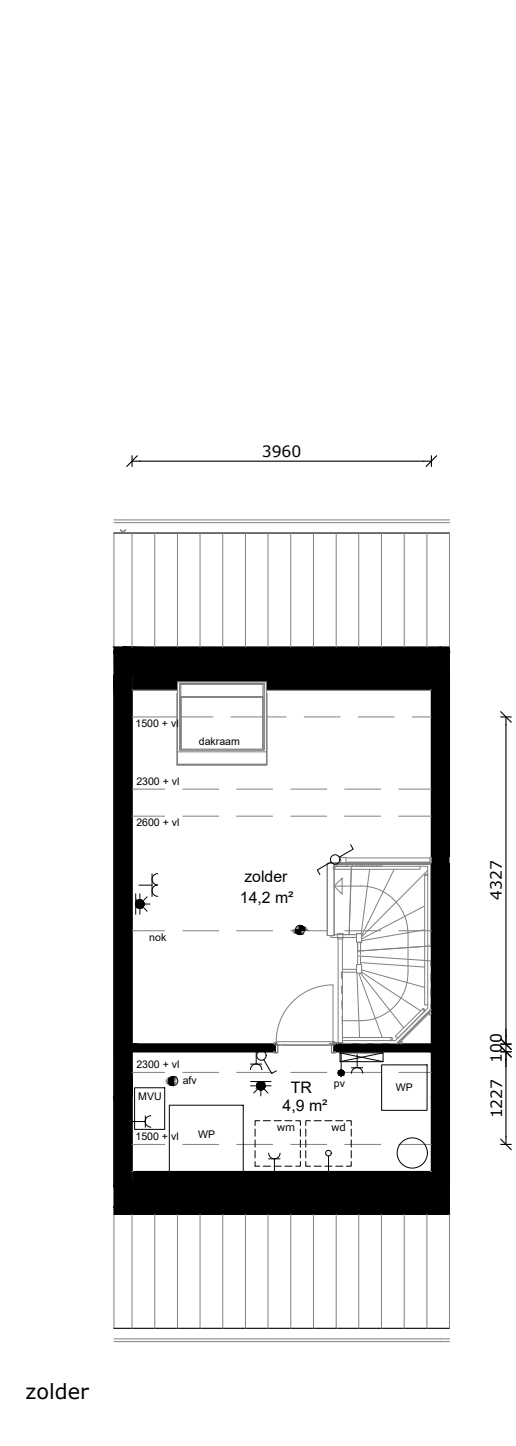 3960
1500 + vl
dakraam
2300 + vl
2600 + vl
4327
zolder
14,2 m²
nok
100
2300 + vl
afv
TR
pv
4,9 m²
WP
MVU
1227
WP
wm
wd
1500 + vl
zolder